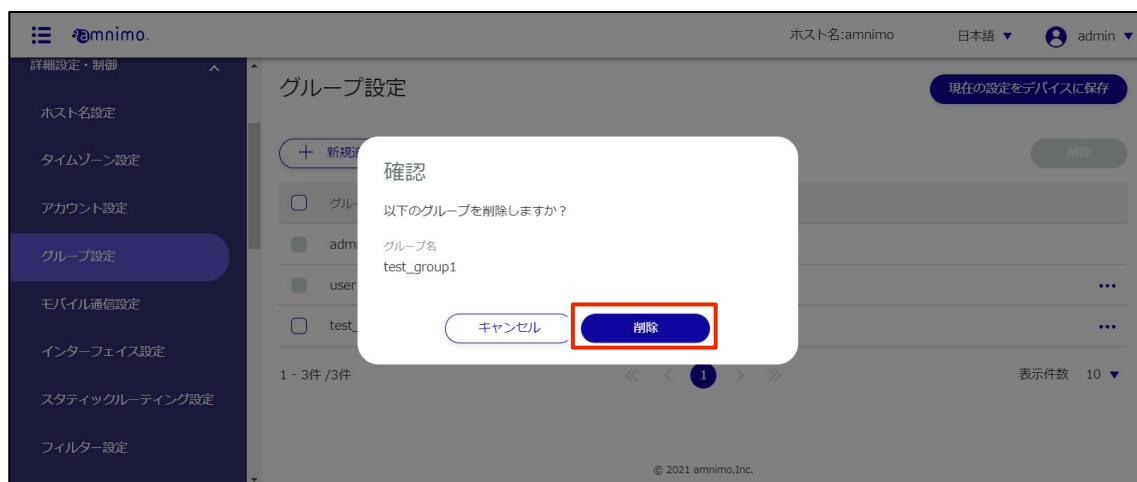 amnimo.
ホスト名:amnimo
日本語 ▼
admin ▼
詳細設定・制御
ホスト名設定
タイムゾーン設定
アカウント設定
グループ設定
モバイル通信設定
インターフェイス設定
スタティックルーティング設定
フィルター設定
グループ設定
現在の設定をデバイスに保存
+ 新規追
削除
グルー
admi
user
test_
確認
以下のグループを削除しますか？
グループ名
test_group1
キャンセル
削除
1 - 3件 /3件
≪ < 1 > ≫
表示件数 10 ▼
© 2021 amnimo,Inc.